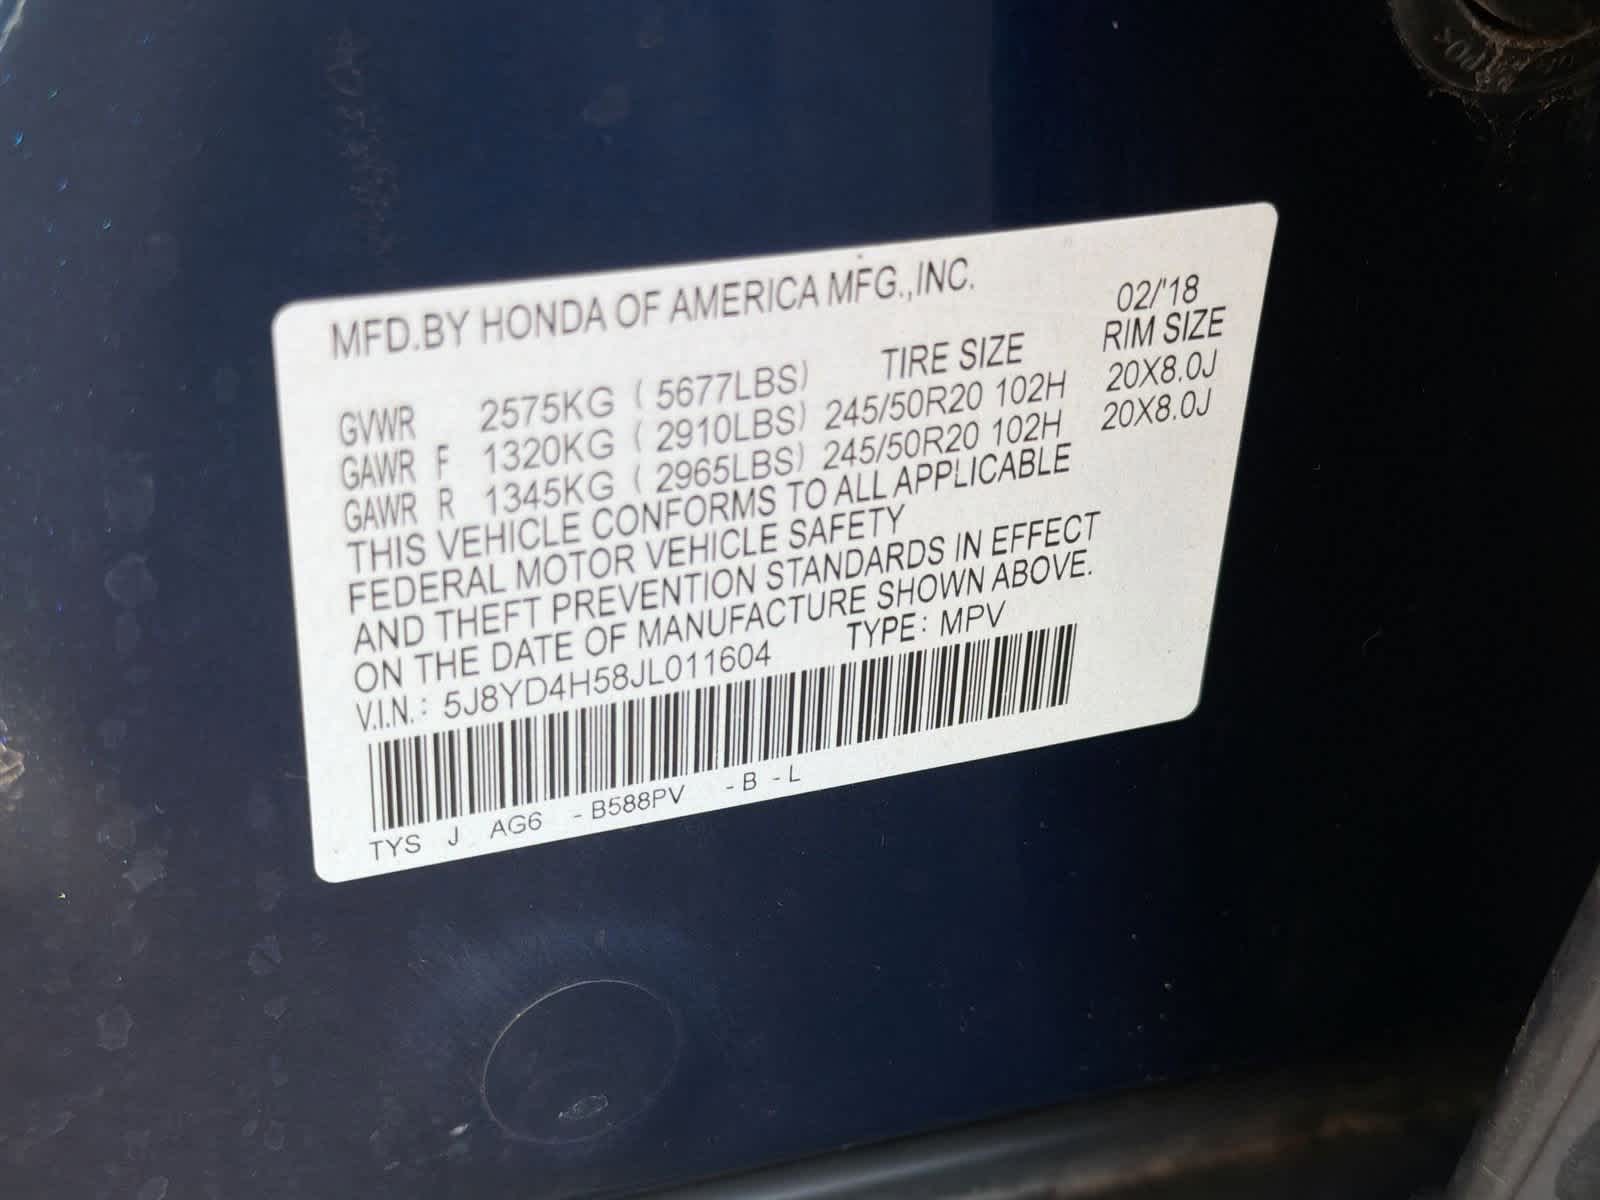 MFD.BY HONDA OF AMERICA MFG.,INC. 02/'18
TIRE SIZE RIM SIZE
GVWR 2575KG ( 5677LBS)
GAWR F 1320KG ( 2910LBS) 245/50R20 102H 20X8.0J
GAWR R 1345KG ( 2965LBS) 245/50R20 102H 20X8.0J
THIS VEHICLE CONFORMS TO ALL APPLICABLE
FEDERAL MOTOR VEHICLE SAFETY
AND THEFT PREVENTION STANDARDS IN EFFECT
ON THE DATE OF MANUFACTURE SHOWN ABOVE.
V.I.N.: 5J8YD4H58JL011604 TYPE: MPV
TYS J AG6 -B588PV -B -L